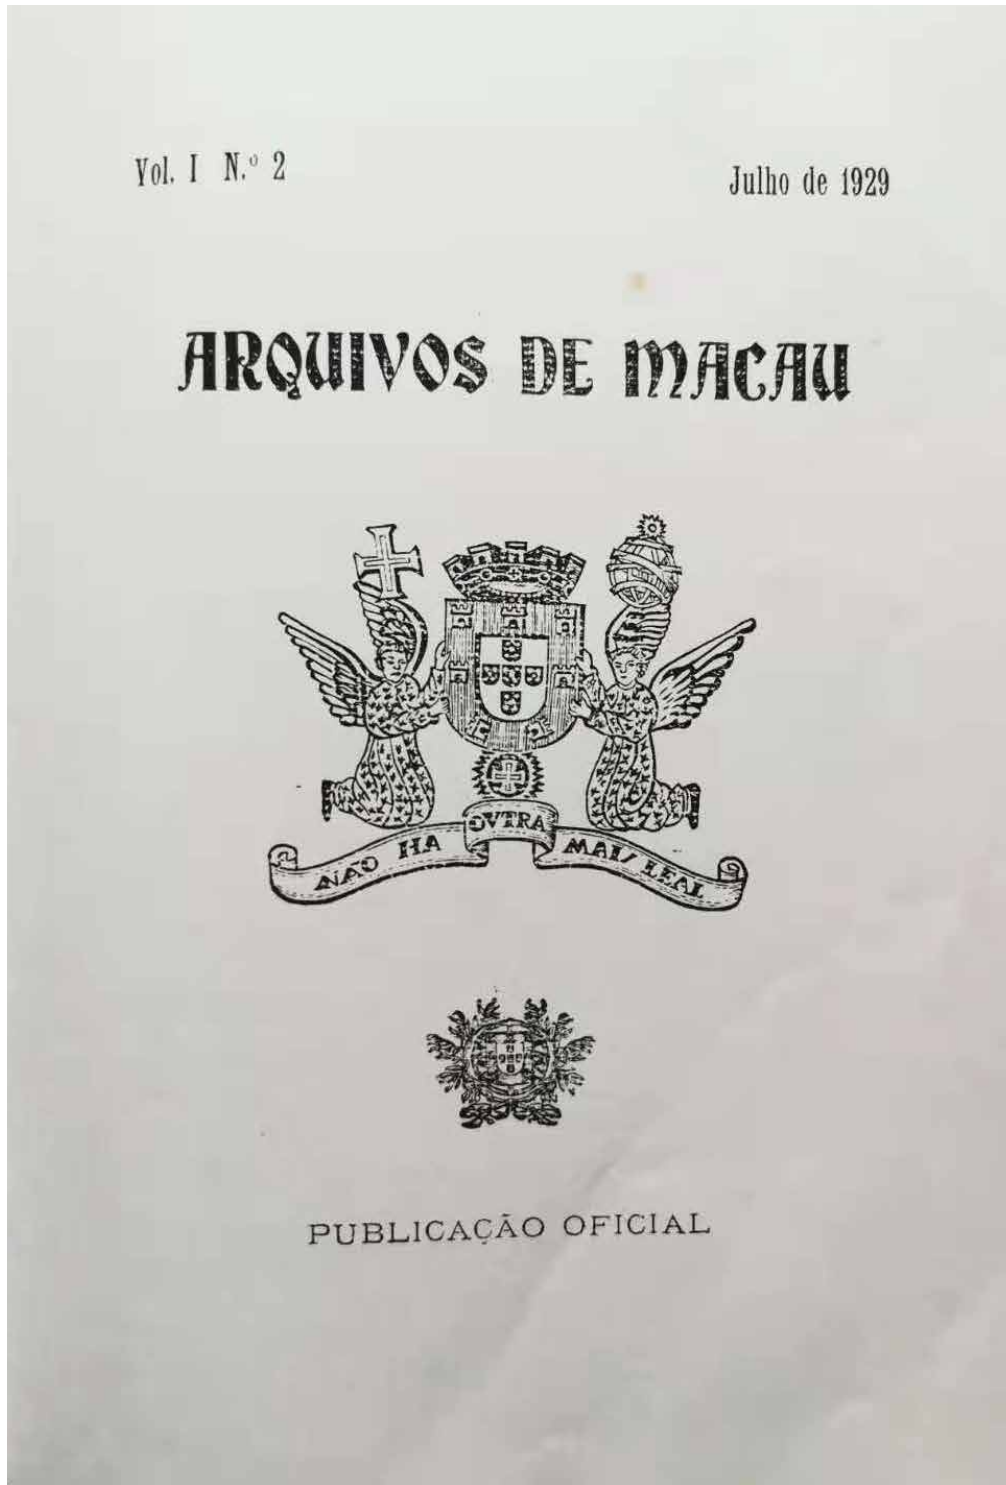 Vol. I N.º 2
Julho de 1929
ARQUIVOS DE MACAU
NÃO HA OVTRA MAIS LEAL
PUBLICAÇÃO OFICIAL